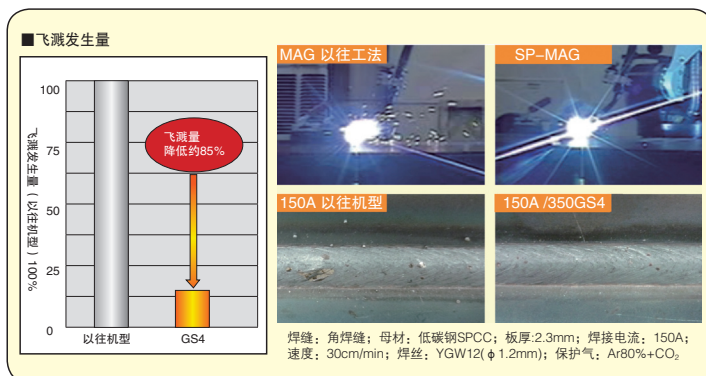 ■飞溅发生量
100
75
50
25
0
飞溅发生量(以往机型)100%
飞溅量
降低约85%
以往机型
GS4
MAG 以往工法
SP-MAG
150A 以往机型
150A /350GS4
焊缝:角焊缝;母材:低碳钢SPCC;板厚:2.3mm;焊接电流:150A;
速度:30cm/min;焊丝:YGW12(φ1.2mm);保护气:Ar80%+CO₂